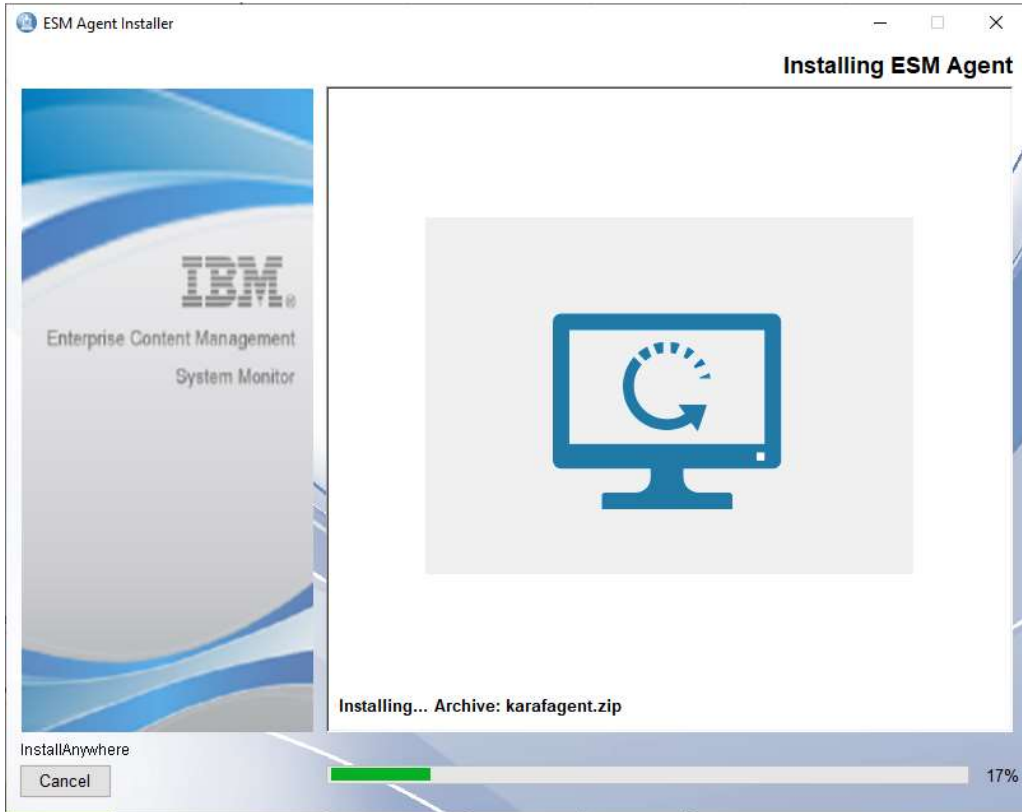 ESM Agent Installer
Installing ESM Agent
IBM®
Enterprise Content Management
System Monitor
Installing... Archive: karafagent.zip
InstallAnywhere
Cancel
17%